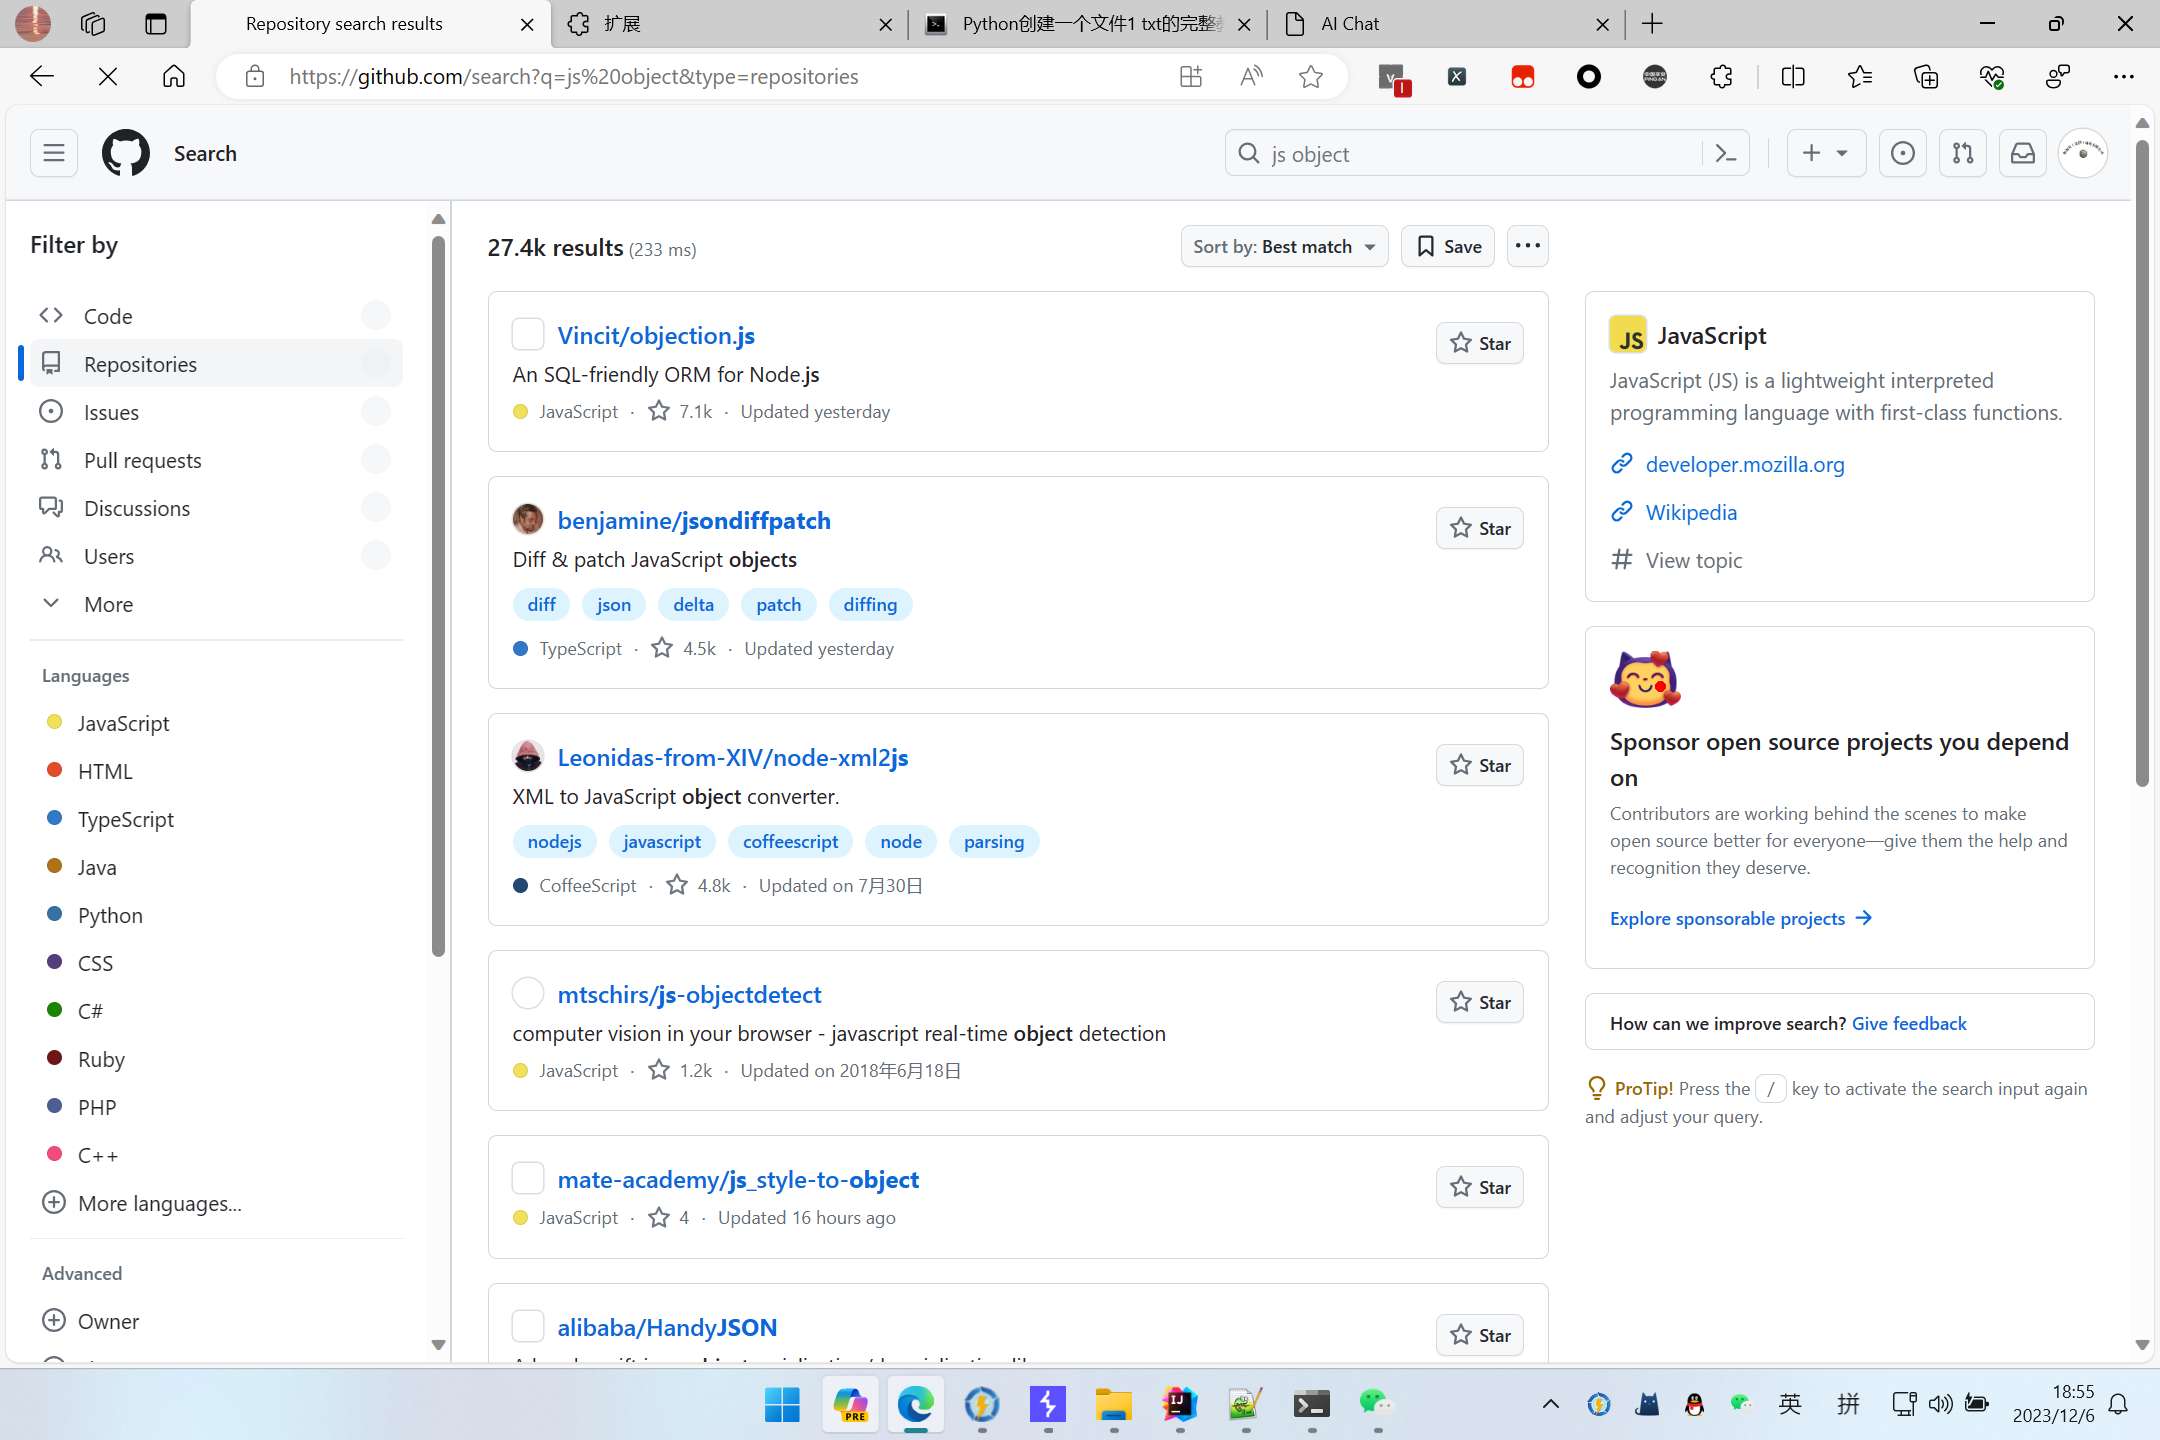 Repository search results
扩展
Python创建一个文件1 txt的完整
AI Chat
https://github.com/search?q=js%20object&type=repositories
Search
js object
Filter by
Code
Repositories
Issues
Pull requests
Discussions
Users
More
Languages
JavaScript
HTML
TypeScript
Java
Python
CSS
C#
Ruby
PHP
C++
More languages...
Advanced
Owner
27.4k results (233 ms)
Sort by: Best match
Save
Vincit/objection.js
Star
An SQL-friendly ORM for Node.js
JavaScript · 7.1k · Updated yesterday
benjamine/jsondiffpatch
Star
Diff & patch JavaScript objects
diff json delta patch diffing
TypeScript · 4.5k · Updated yesterday
Leonidas-from-XIV/node-xml2js
Star
XML to JavaScript object converter.
nodejs javascript coffeescript node parsing
CoffeeScript · 4.8k · Updated on 7月30日
mtschirs/js-objectdetect
Star
computer vision in your browser - javascript real-time object detection
JavaScript · 1.2k · Updated on 2018年6月18日
mate-academy/js_style-to-object
Star
JavaScript · 4 · Updated 16 hours ago
alibaba/HandyJSON
Star
JS JavaScript
JavaScript (JS) is a lightweight interpreted
programming language with first-class functions.
developer.mozilla.org
Wikipedia
# View topic
Sponsor open source projects you depend
on
Contributors are working behind the scenes to make
open source better for everyone—give them the help and
recognition they deserve.
Explore sponsorable projects →
How can we improve search? Give feedback
ProTip! Press the / key to activate the search input again
and adjust your query.
PRE
英
拼
18:55
2023/12/6